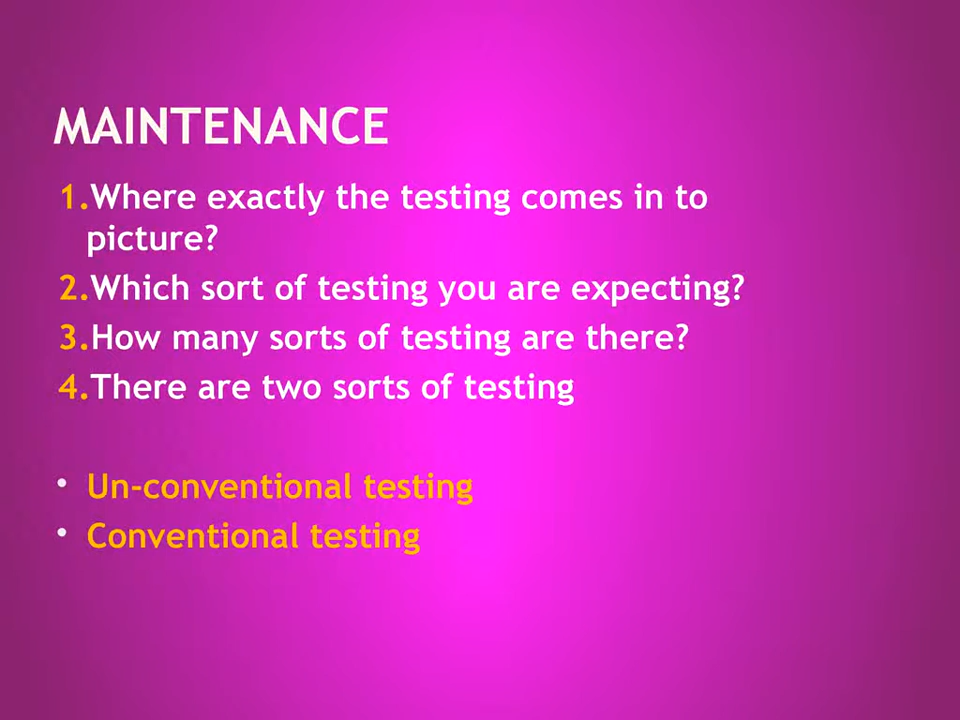 MAINTENANCE
1.Where exactly the testing comes in to
picture?
2.Which sort of testing you are expecting?
3.How many sorts of testing are there?
4.There are two sorts of testing
• Un-conventional testing
• Conventional testing